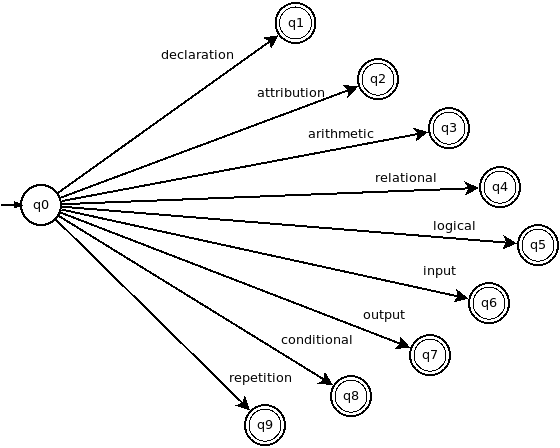 q1
declaration
q2
attribution
q3
arithmetic
relational
q4
q0
logical
q5
input
q6
output
q7
conditional
repetition
q8
q9